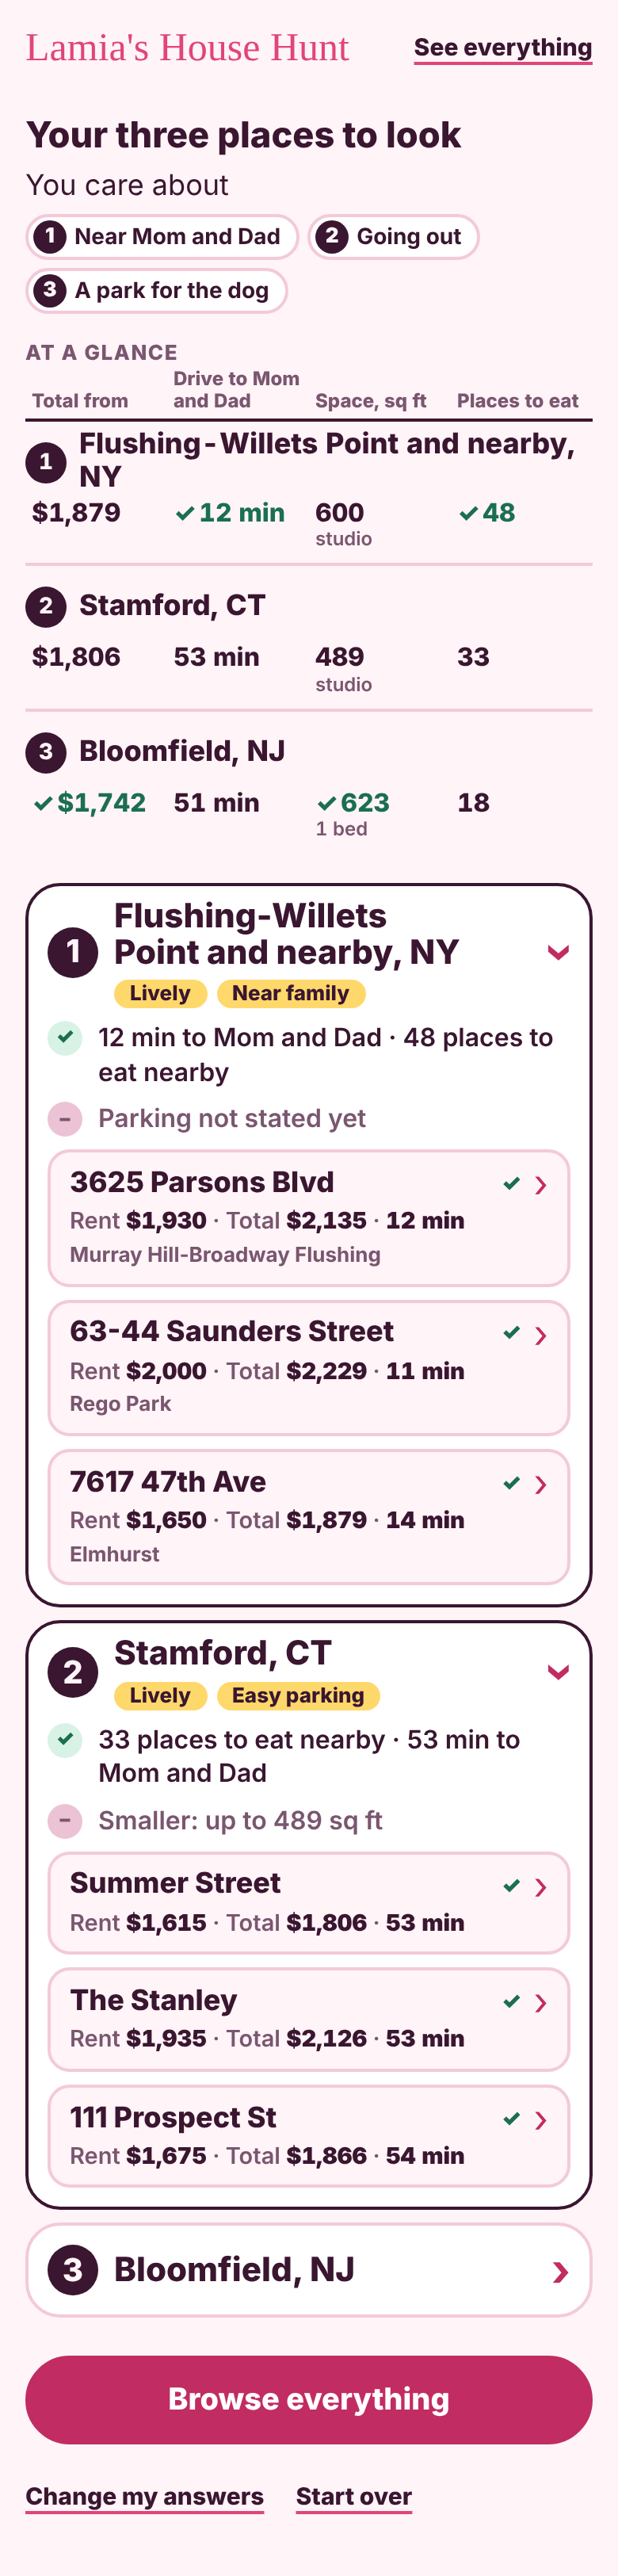 Lamia's House Hunt
See everything
Your three places to look
You care about
1 Near Mom and Dad
2 Going out
3 A park for the dog
AT A GLANCE
Total from
Drive to Mom and Dad
Space, sq ft
Places to eat
1 Flushing-Willets Point and nearby,
NY
$1,879 ✓12 min 600 ✓48
studio
2 Stamford, CT
$1,806 53 min 489 33
studio
3 Bloomfield, NJ
✓$1,742 51 min ✓623 18
1 bed
1 Flushing-Willets
Point and nearby, NY
Lively Near family
✓ 12 min to Mom and Dad · 48 places to
eat nearby
– Parking not stated yet
3625 Parsons Blvd ✓ ›
Rent $1,930 · Total $2,135 · 12 min
Murray Hill-Broadway Flushing
63-44 Saunders Street ✓ ›
Rent $2,000 · Total $2,229 · 11 min
Rego Park
7617 47th Ave ✓ ›
Rent $1,650 · Total $1,879 · 14 min
Elmhurst
2 Stamford, CT
Lively Easy parking
✓ 33 places to eat nearby · 53 min to
Mom and Dad
– Smaller: up to 489 sq ft
Summer Street ✓ ›
Rent $1,615 · Total $1,806 · 53 min
The Stanley ✓ ›
Rent $1,935 · Total $2,126 · 53 min
111 Prospect St ✓ ›
Rent $1,675 · Total $1,866 · 54 min
3 Bloomfield, NJ ›
Browse everything
Change my answers Start over